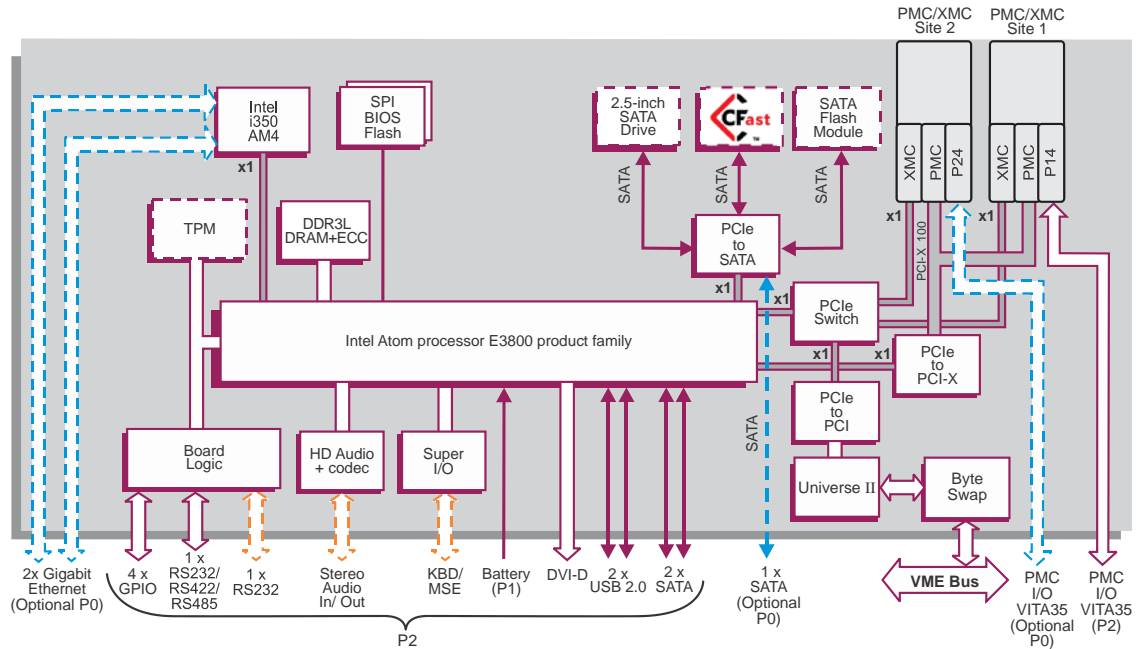 PMC/XMC
Site 2
PMC/XMC
Site 1
Intel
i350
AM4
SPI
BIOS
Flash
2.5-inch
SATA
Drive
CFast
TM
SATA
Flash
Module
XMC
PMC
P24
XMC
PMC
P14
x1
SATA
SATA
SATA
x1
PCI-X 100
x1
TPM
DDR3L
DRAM+ECC
PCIe
to
SATA
x1
x1
PCIe
Switch
Intel Atom processor E3800 product family
x1
x1
PCIe
to
PCI-X
PCIe
to
PCI
SATA
Board
Logic
HD Audio
+ codec
Super
I/O
Universe II
Byte
Swap
2x Gigabit
Ethernet
(Optional P0)
4 x
GPIO
1 x
RS232/
RS422/
RS485
1 x
RS232
Stereo
Audio
In/ Out
KBD/
MSE
Battery
(P1)
DVI-D
2 x
USB 2.0
2 x
SATA
1 x
SATA
(Optional
P0)
VME Bus
PMC
I/O
VITA35
(Optional
P0)
PMC
I/O
VITA35
(P2)
P2